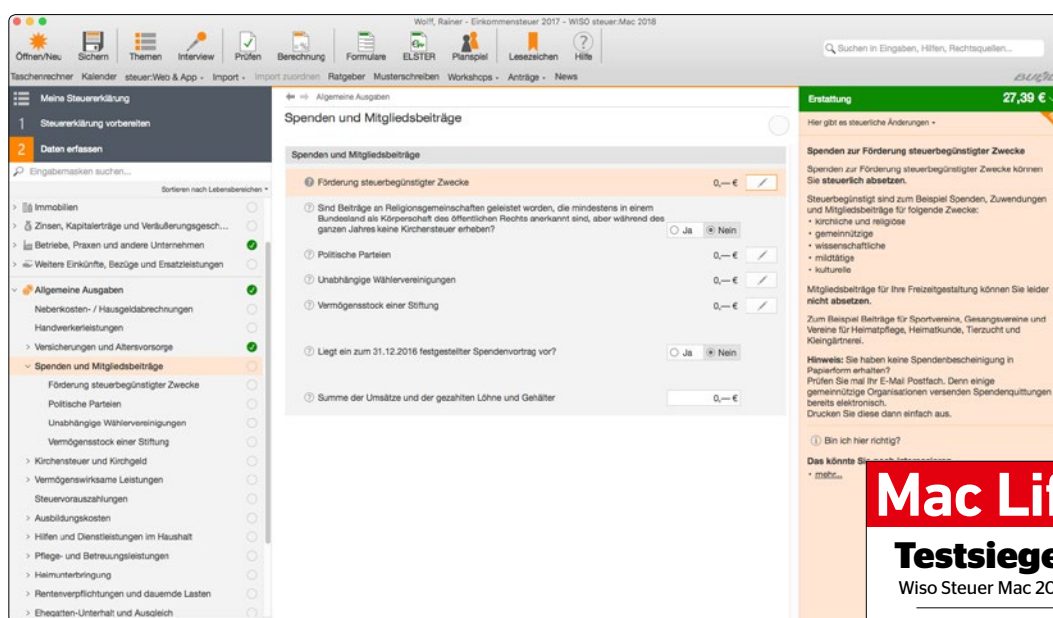 Wolff, Rainer - Einkommensteuer 2017 - WISO steuer:Mac 2018
Öffnen/Neu Sichern Themen Interview Prüfen Berechnung Formulare ELSTER Planspiel Lesezeichen Hilfe
Suchen in Eingaben, Hilfen, Rechtsquellen...
Taschenrechner Kalender steuer:Web & App Import Import zuordnen Ratgeber Musterschreiben Workshops Anträge News
Meine Steuererklärung
1 Steuererklärung vorbereiten
2 Daten erfassen
Eingabemasken suchen...
Sortieren nach Lebensbereichen
Immobilien
Zinsen, Kapitalerträge und Veräußerungsgesch...
Betriebe, Praxen und andere Unternehmen
Weitere Einkünfte, Bezüge und Ersatzleistungen
Allgemeine Ausgaben
Nebenkosten- / Hausgeldabrechnungen
Handwerkerleistungen
Versicherungen und Altersvorsorge
Spenden und Mitgliedsbeiträge
Förderung steuerbegünstigter Zwecke
Politische Parteien
Unabhängige Wählervereinigungen
Vermögensstock einer Stiftung
Kirchensteuer und Kirchgeld
Vermögenswirksame Leistungen
Steuervorauszahlungen
Ausbildungskosten
Hilfen und Dienstleistungen im Haushalt
Pflege- und Betreuungsleistungen
Heimunterbringung
Rentenverpflichtungen und dauernde Lasten
Ehegatten-Unterhalt und Ausgleich
Allgemeine Ausgaben
Spenden und Mitgliedsbeiträge
Spenden und Mitgliedsbeiträge
Förderung steuerbegünstigter Zwecke 0,— €
Sind Beiträge an Religionsgemeinschaften geleistet worden, die mindestens in einem
Bundesland als Körperschaft des öffentlichen Rechts anerkannt sind, aber während des
ganzen Jahres keine Kirchensteuer erheben? Ja Nein
Politische Parteien 0,— €
Unabhängige Wählervereinigungen 0,— €
Vermögensstock einer Stiftung 0,— €
Liegt ein zum 31.12.2016 festgestellter Spendenvortrag vor? Ja Nein
Summe der Umsätze und der gezahlten Löhne und Gehälter 0,— €
Erstattung 27,39 €
Hier gibt es steuerliche Änderungen
Spenden zur Förderung steuerbegünstigter Zwecke
Spenden zur Förderung steuerbegünstigter Zwecke können
Sie steuerlich absetzen.
Steuerbegünstigt sind zum Beispiel Spenden, Zuwendungen
und Mitgliedsbeiträge für folgende Zwecke:
• kirchliche und religiöse
• gemeinnützige
• wissenschaftliche
• mildtätige
• kulturelle
Mitgliedsbeiträge für Ihre Freizeitgestaltung können Sie leider
nicht absetzen.
Zum Beispiel Beiträge für Sportvereine, Gesangsvereine und
Vereine für Heimatpflege, Heimatkunde, Tierzucht und
Kleingärtnerei.
Hinweis: Sie haben keine Spendenbescheinigung in
Papierform erhalten?
Prüfen Sie mal Ihr E-Mail Postfach. Denn einige
gemeinnützige Organisationen versenden Spendenquittungen
bereits elektronisch.
Drucken Sie diese dann einfach aus.
Bin ich hier richtig?
Das könnte
• mehr...
Mac Lif
Testsiege
Wiso Steuer Mac 20